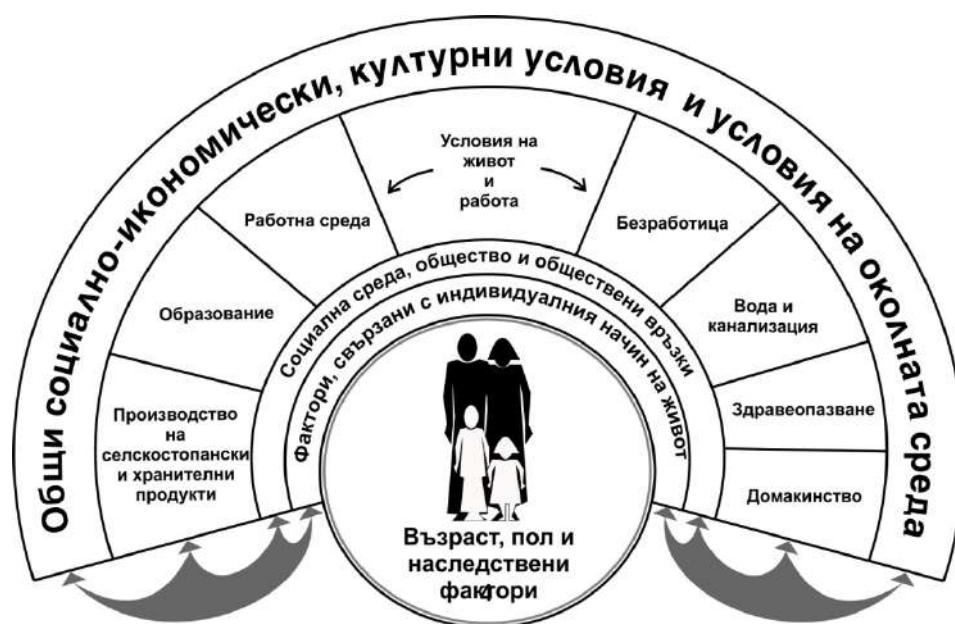 Общи социално-икономически, културни условия и условия на околната среда
Условия на
живот
и
работа
Работна среда
Безработица
Образование
Вода и
канализация
Производство
на
селскостопански
и хранителни
продукти
Здравеопазване
Домакинство
Социална среда, общество и обществени връзки
Фактори, свързани с индивидуалния начин на живот
Възраст, пол и
наследствени
фактори
4